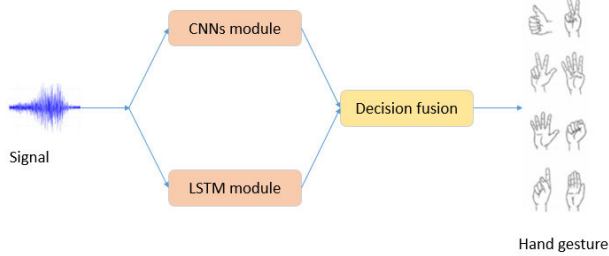 CNNs module
Decision fusion
Signal
LSTM module
Hand gesture